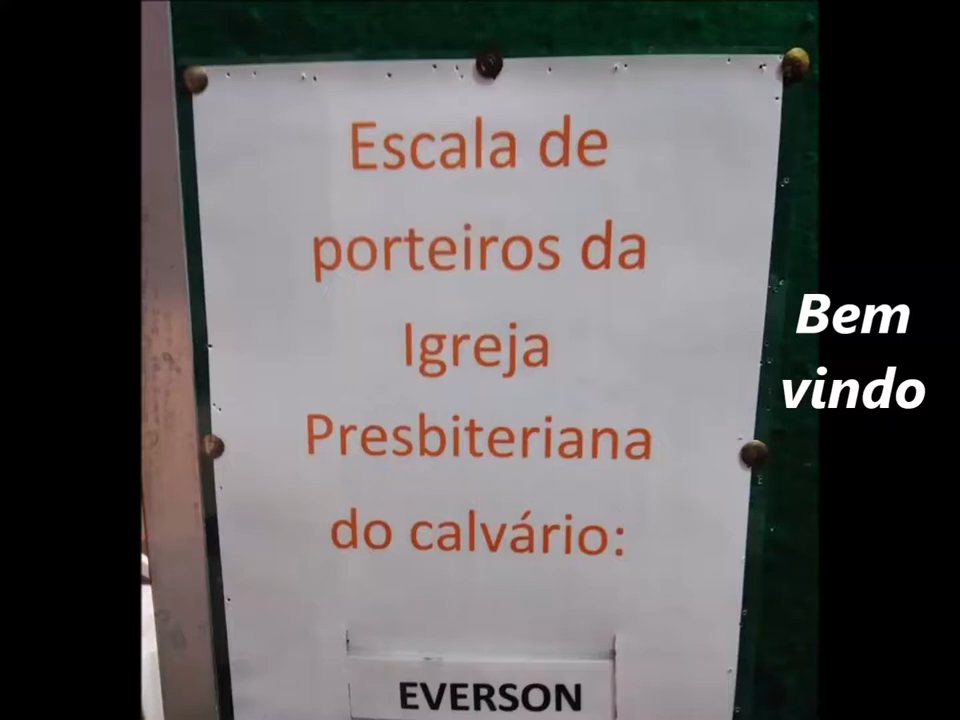 Escala de
porteiros da
Igreja
Presbiteriana
do calvário:
EVERSON
Bem
vindo